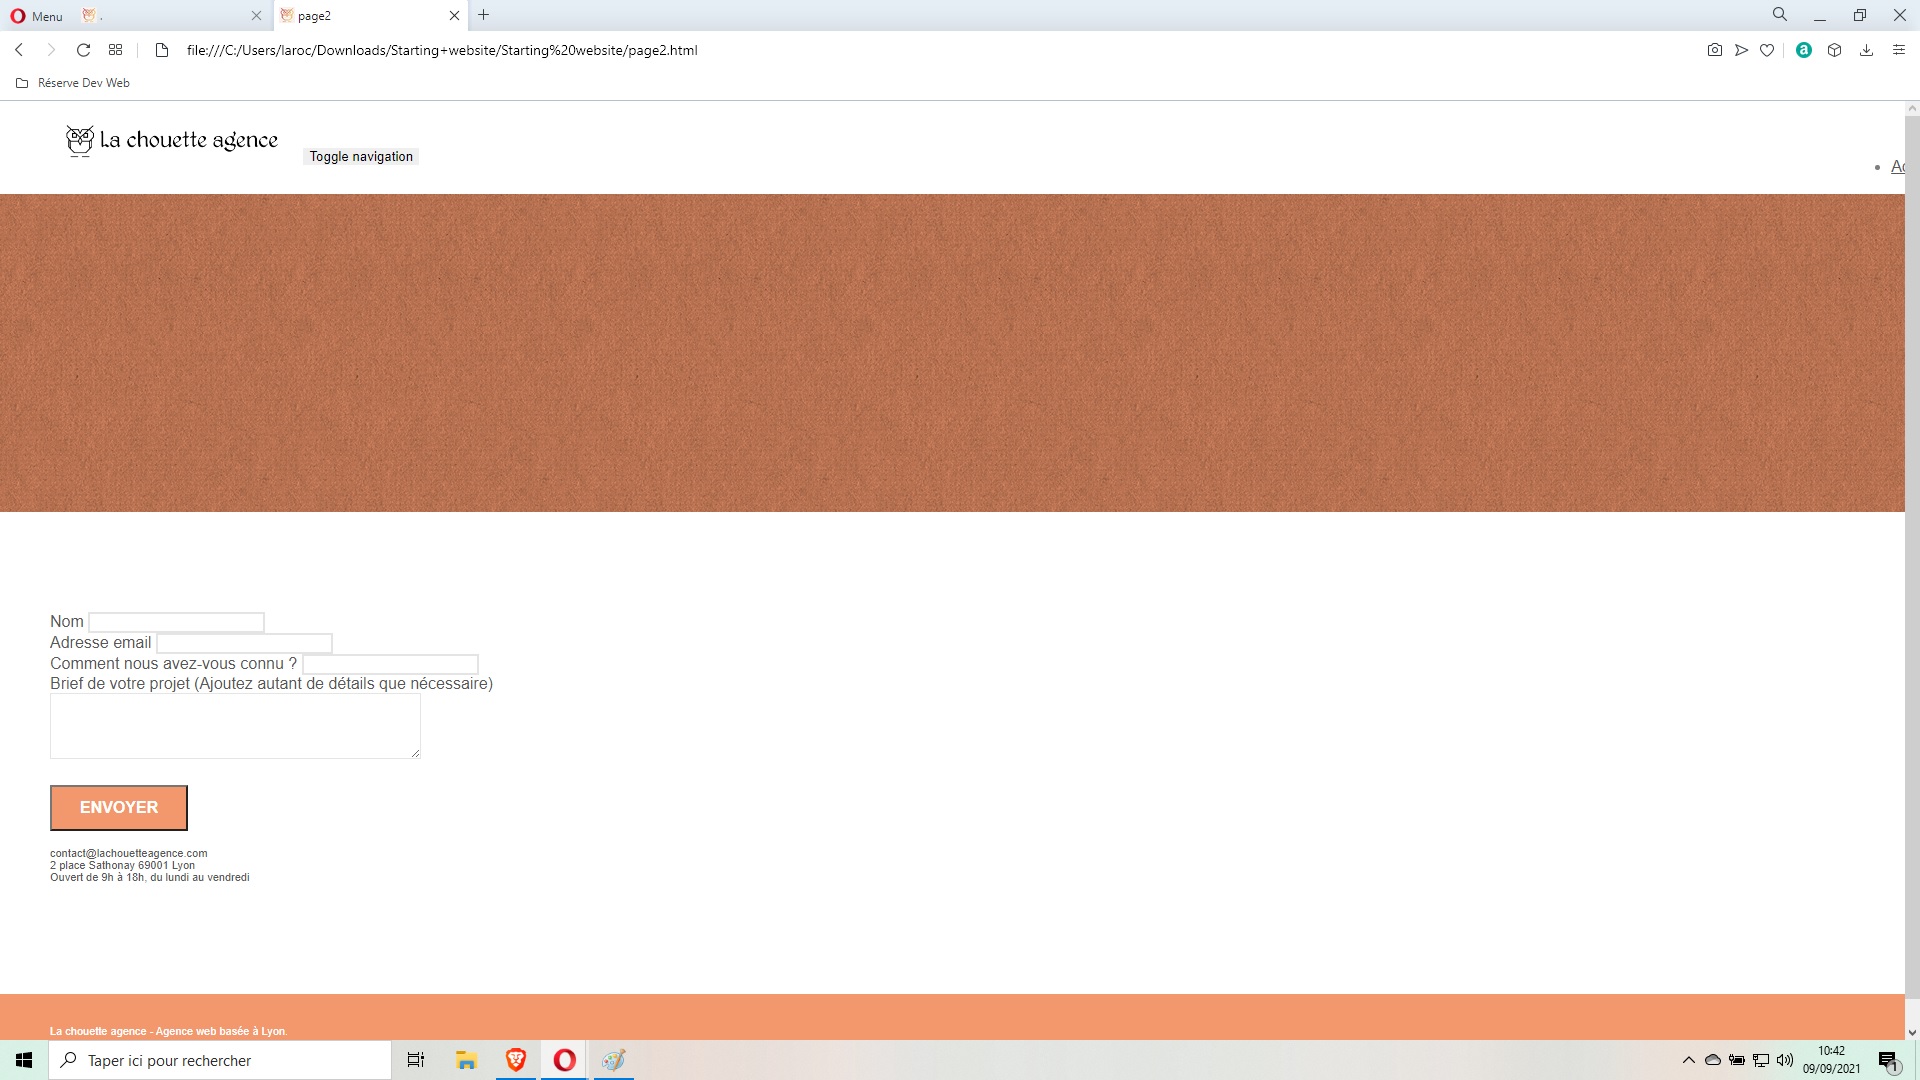 Menu
.
page2
file:///C:/Users/laroc/Downloads/Starting+website/Starting%20website/page2.html
a
Réserve Dev Web
La chouette agence
Toggle navigation
Ac
Nom
Adresse email
Comment nous avez-vous connu ?
Brief de votre projet (Ajoutez autant de détails que nécessaire)
ENVOYER
contact@lachouetteagence.com
2 place Sathonay 69001 Lyon
Ouvert de 9h à 18h, du lundi au vendredi
La chouette agence - Agence web basée à Lyon.
Taper ici pour rechercher
10:42
09/09/2021
1